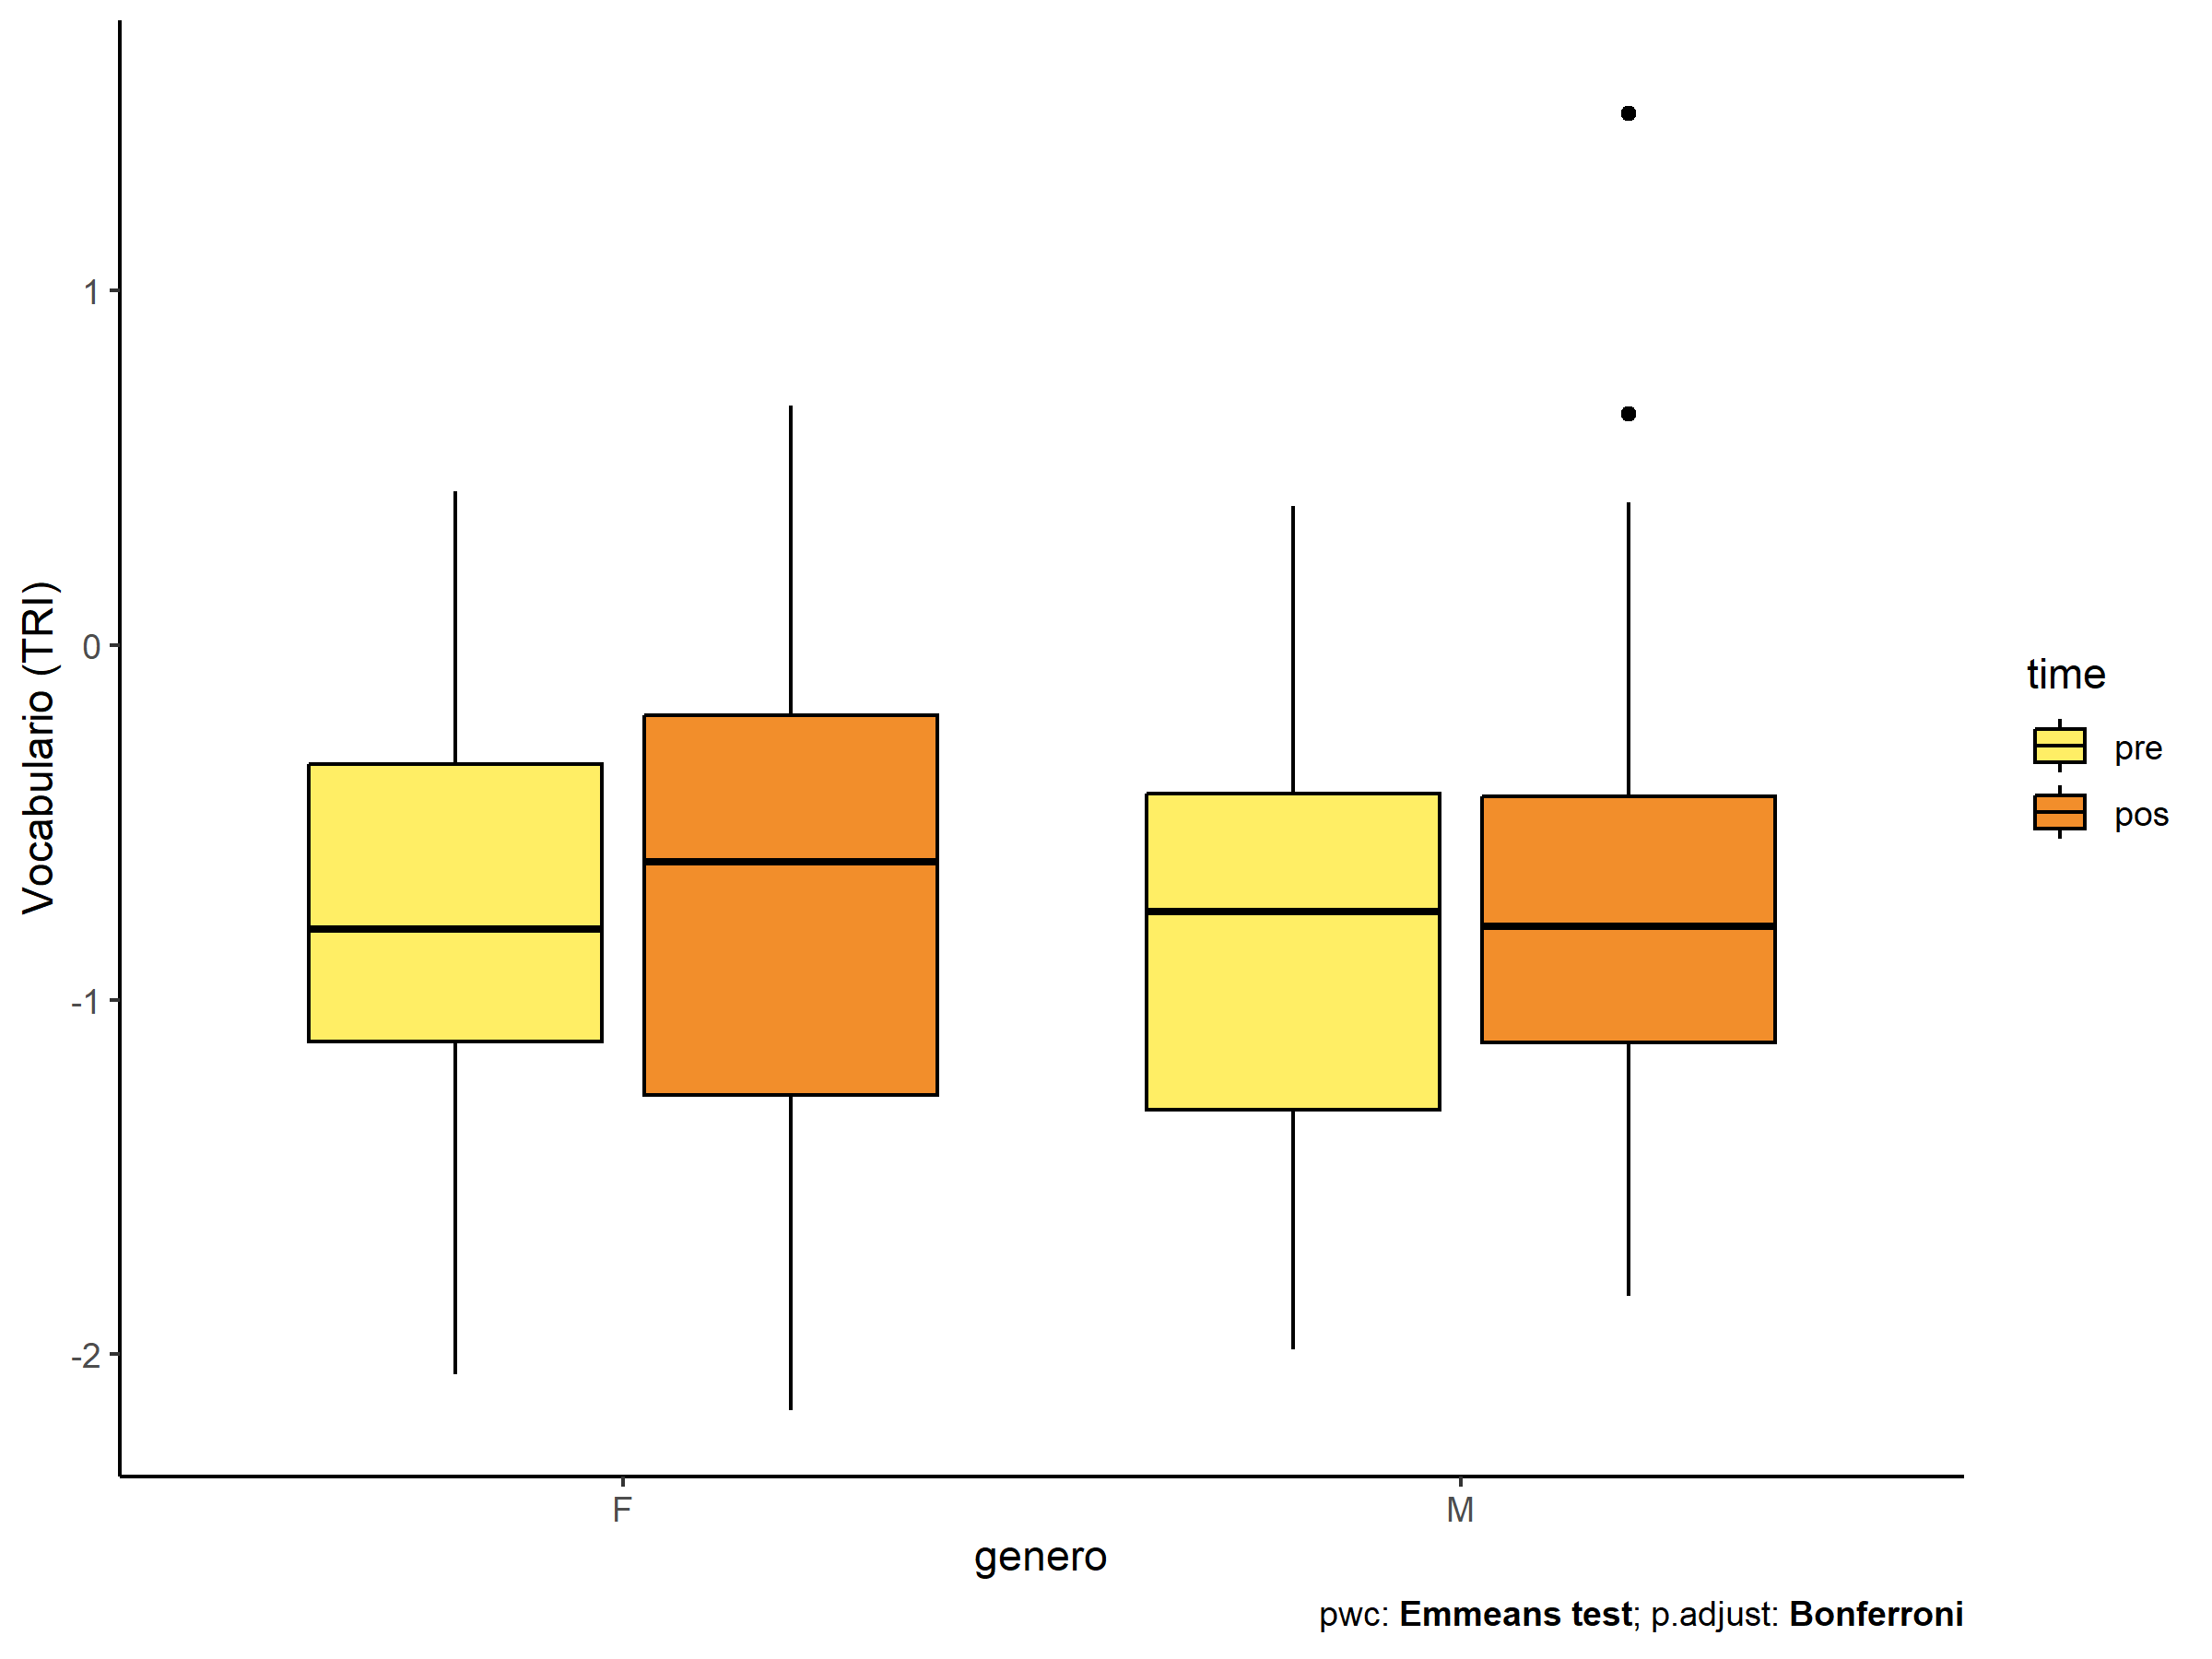 Vocabulario (TRI)
1
0
-1
-2
F
M
genero
time
pre
pos
pwc: Emmeans test; p.adjust: Bonferroni